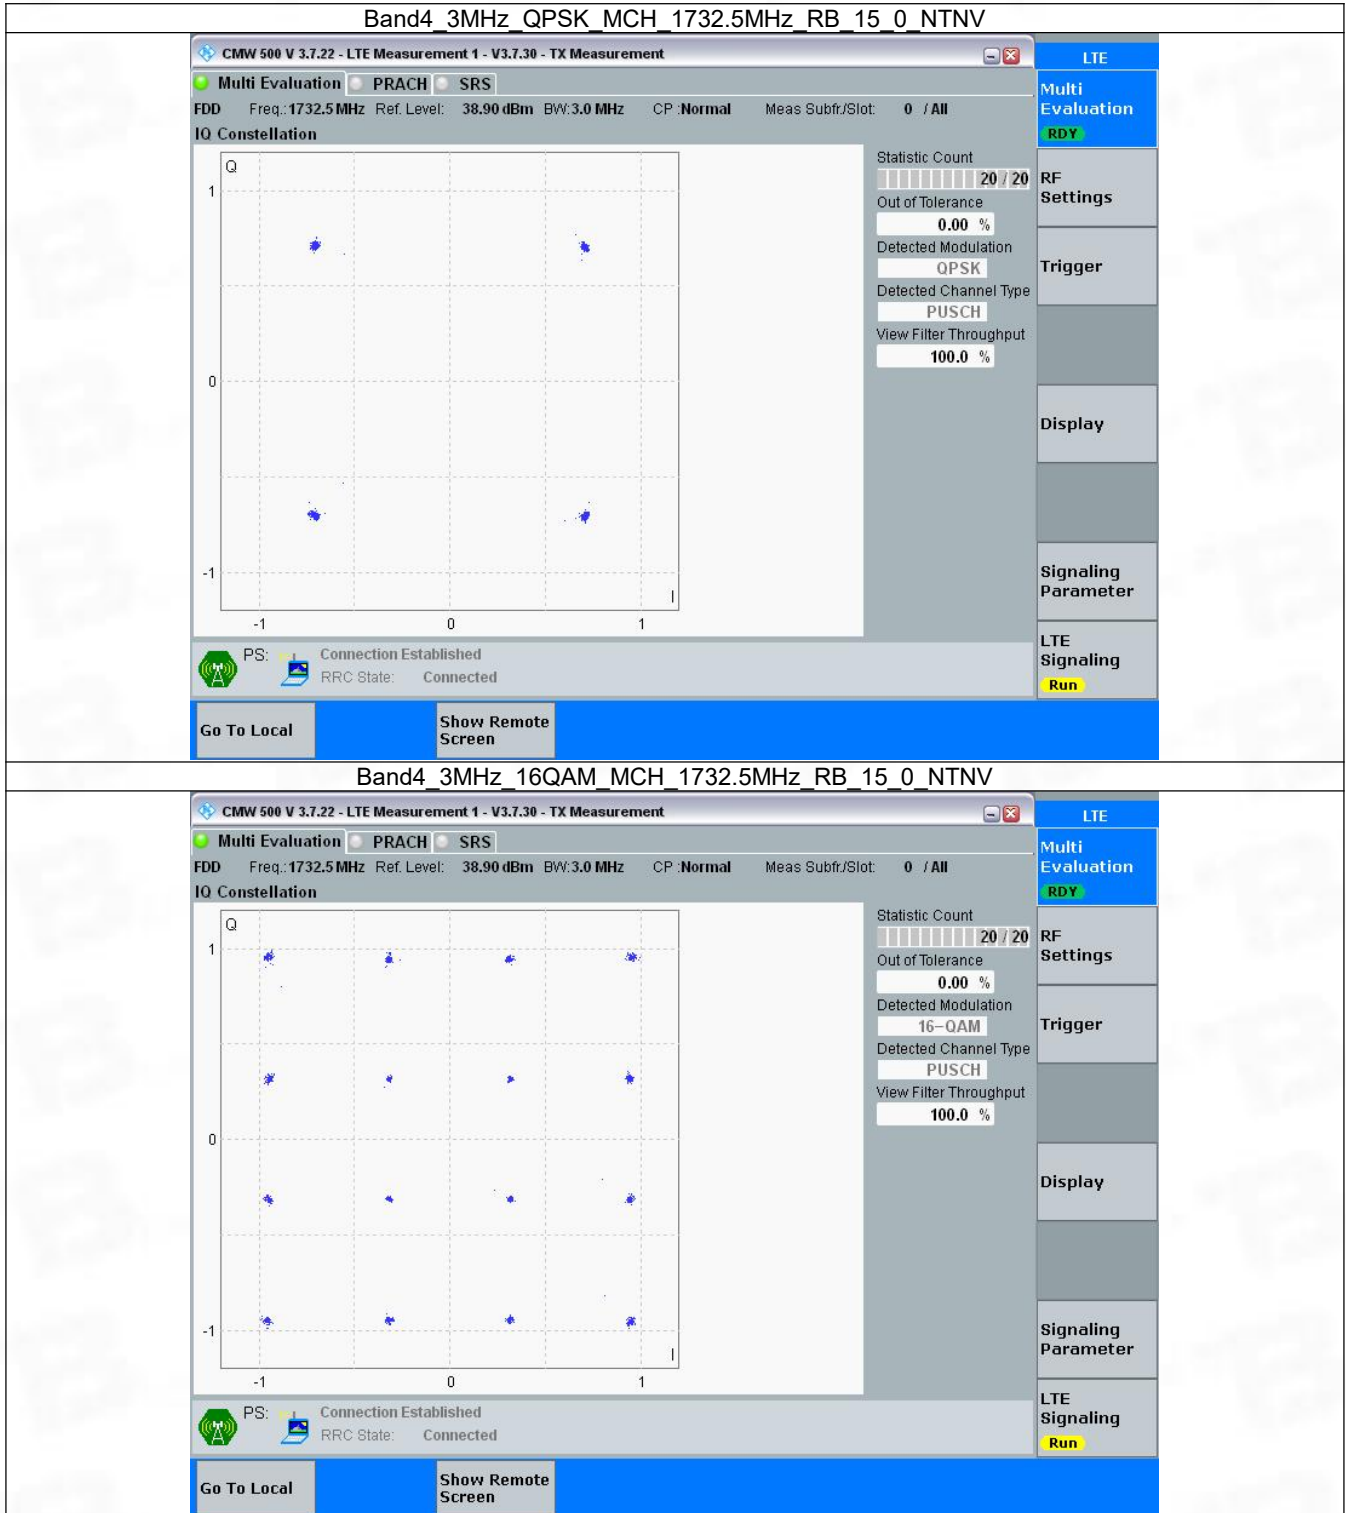 Band4_3MHz_QPSK_MCH_1732.5MHz_RB_15_0_NTNV
CMW 500 V 3.7.22 - LTE Measurement 1 - V3.7.30 - TX Measurement
LTE
Multi Evaluation PRACH SRS
Multi
Evaluation
RDY
FDD Freq.: 1732.5 MHz Ref. Level: 38.90 dBm BW: 3.0 MHz CP : Normal Meas Subfr./Slot: 0 / All
IQ Constellation
Q
1
0
-1
I
-1 0 1
Statistic Count
20 / 20
Out of Tolerance
0.00 %
Detected Modulation
QPSK
Detected Channel Type
PUSCH
View Filter Throughput
100.0 %
RF
Settings
Trigger
Display
Signaling
Parameter
LTE
Signaling
Run
PS: Connection Established
RRC State: Connected
Go To Local
Show Remote
Screen
Band4_3MHz_16QAM_MCH_1732.5MHz_RB_15_0_NTNV
CMW 500 V 3.7.22 - LTE Measurement 1 - V3.7.30 - TX Measurement
LTE
Multi Evaluation PRACH SRS
Multi
Evaluation
RDY
FDD Freq.: 1732.5 MHz Ref. Level: 38.90 dBm BW: 3.0 MHz CP : Normal Meas Subfr./Slot: 0 / All
IQ Constellation
Q
1
0
-1
I
-1 0 1
Statistic Count
20 / 20
Out of Tolerance
0.00 %
Detected Modulation
16-QAM
Detected Channel Type
PUSCH
View Filter Throughput
100.0 %
RF
Settings
Trigger
Display
Signaling
Parameter
LTE
Signaling
Run
PS: Connection Established
RRC State: Connected
Go To Local
Show Remote
Screen